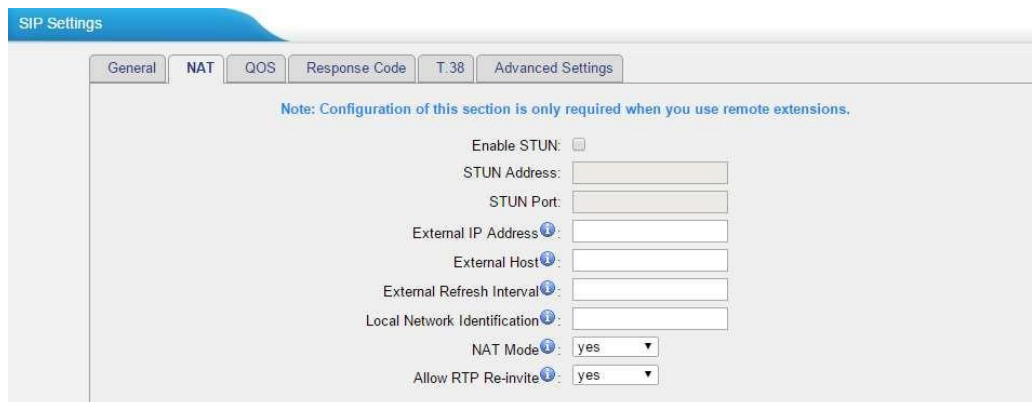 SIP Settings
General NAT QOS Response Code T.38 Advanced Settings
Note: Configuration of this section is only required when you use remote extensions.
Enable STUN:
STUN Address:
STUN Port:
External IP Address i :
External Host i :
External Refresh Interval i :
Local Network Identification i :
NAT Mode i : yes
Allow RTP Re-invite i : yes